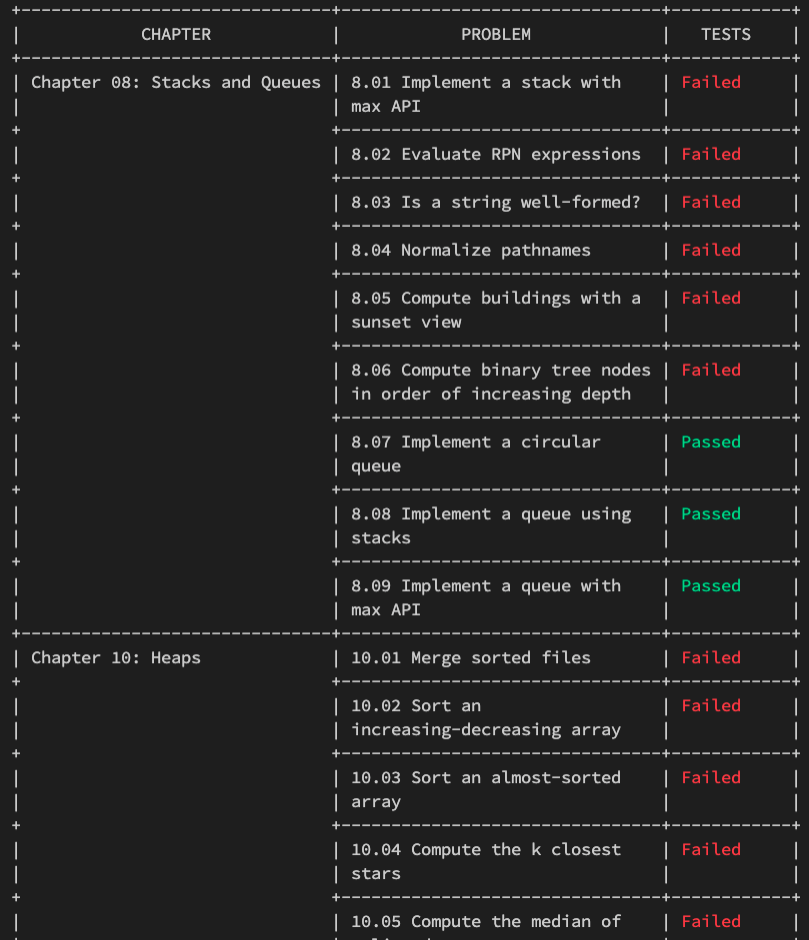 CHAPTER PROBLEM TESTS
Chapter 08: Stacks and Queues 8.01 Implement a stack with Failed
max API
8.02 Evaluate RPN expressions Failed
8.03 Is a string well-formed? Failed
8.04 Normalize pathnames Failed
8.05 Compute buildings with a Failed
sunset view
8.06 Compute binary tree nodes Failed
in order of increasing depth
8.07 Implement a circular Passed
queue
8.08 Implement a queue using Passed
stacks
8.09 Implement a queue with Passed
max API
Chapter 10: Heaps 10.01 Merge sorted files Failed
10.02 Sort an Failed
increasing-decreasing array
10.03 Sort an almost-sorted Failed
array
10.04 Compute the k closest Failed
stars
10.05 Compute the median of Failed